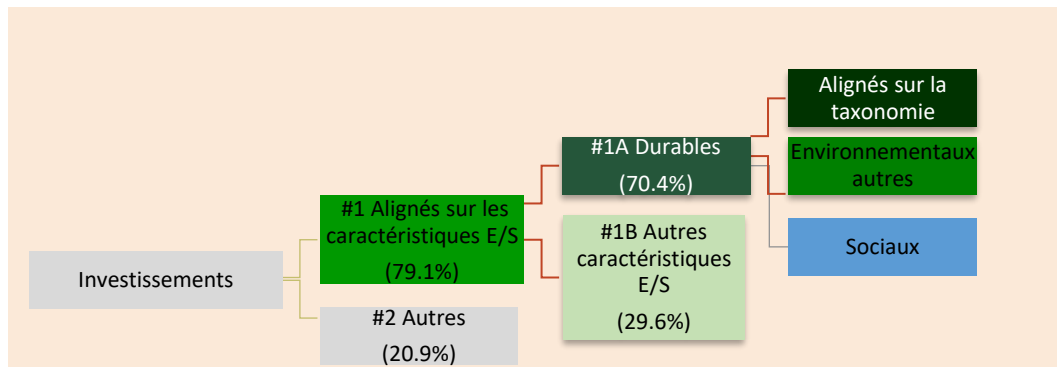 Investissements
#1 Alignés sur les
caractéristiques E/S
(79.1%)
#2 Autres
(20.9%)
#1A Durables
(70.4%)
#1B Autres
caractéristiques
E/S
(29.6%)
Alignés sur la
taxonomie
Environnementaux
autres
Sociaux